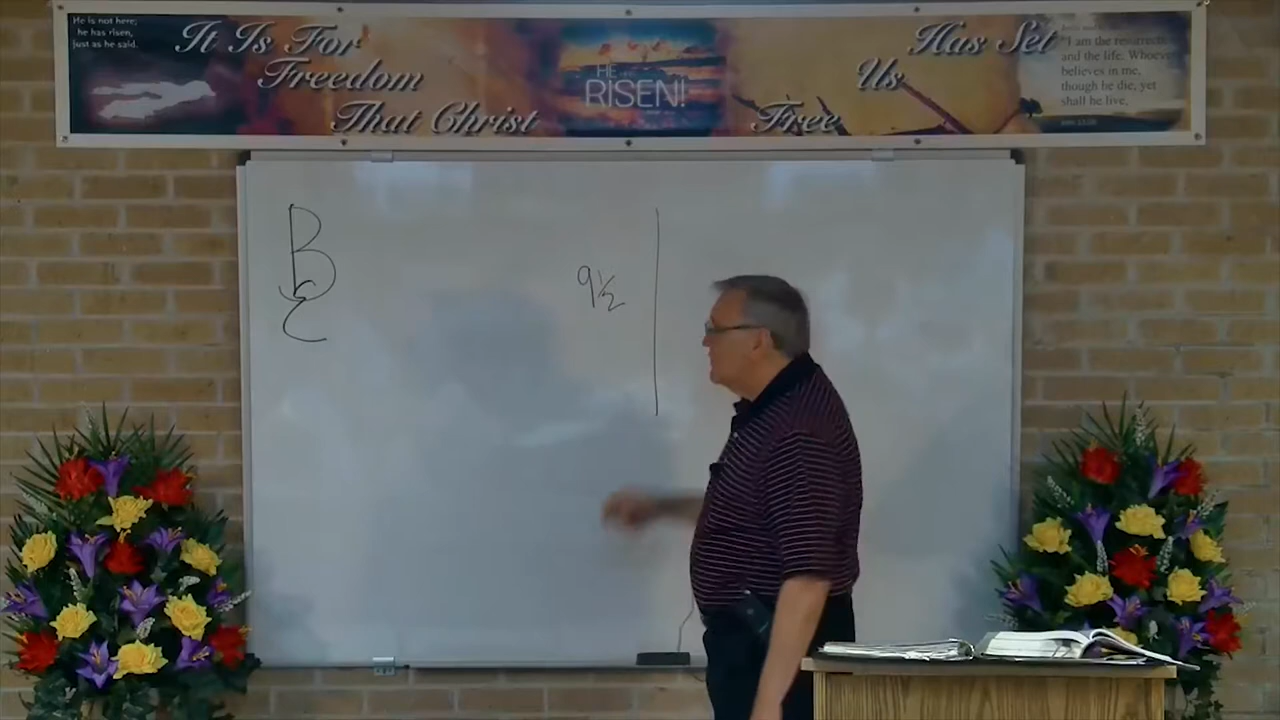 He is not here;
he has risen,
just as he said.
It Is For
Freedom
That Christ
HE
RISEN!
Has Set
Us
Free
"I am the resurrect
and the life. Whoev
believes in me,
though he die, yet
shall he live,
B
C
9½